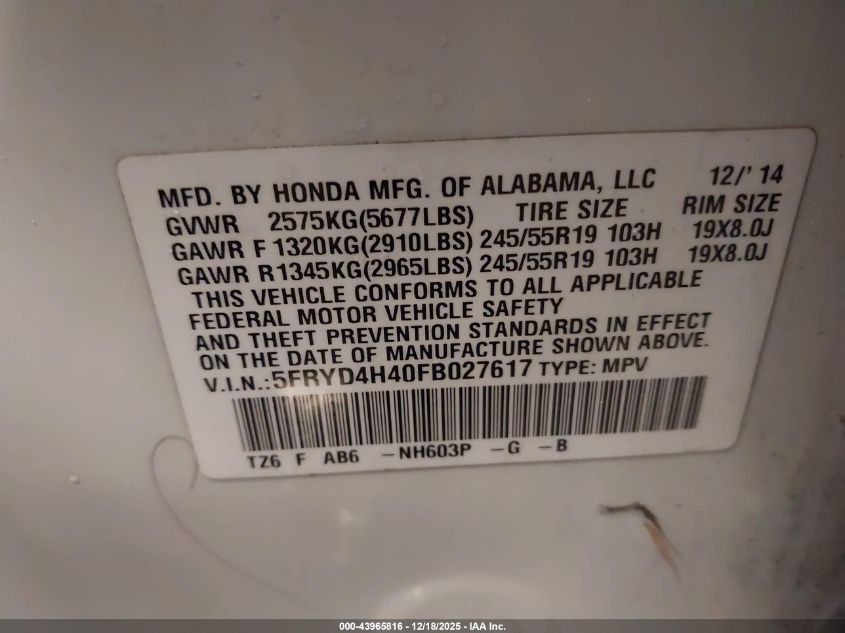 MFD. BY HONDA MFG. OF ALABAMA, LLC 12/' 14
GVWR 2575KG(5677LBS) TIRE SIZE RIM SIZE
GAWR F 1320KG(2910LBS) 245/55R19 103H 19X8.0J
GAWR R1345KG(2965LBS) 245/55R19 103H 19X8.0J
THIS VEHICLE CONFORMS TO ALL APPLICABLE
FEDERAL MOTOR VEHICLE SAFETY
AND THEFT PREVENTION STANDARDS IN EFFECT
ON THE DATE OF MANUFACTURE SHOWN ABOVE.
V.I.N.:5FRYD4H40FB027617 TYPE: MPV
TZ6 F AB6 -NH603P -G -B
000-43965816 - 12/18/2025 - IAA Inc.